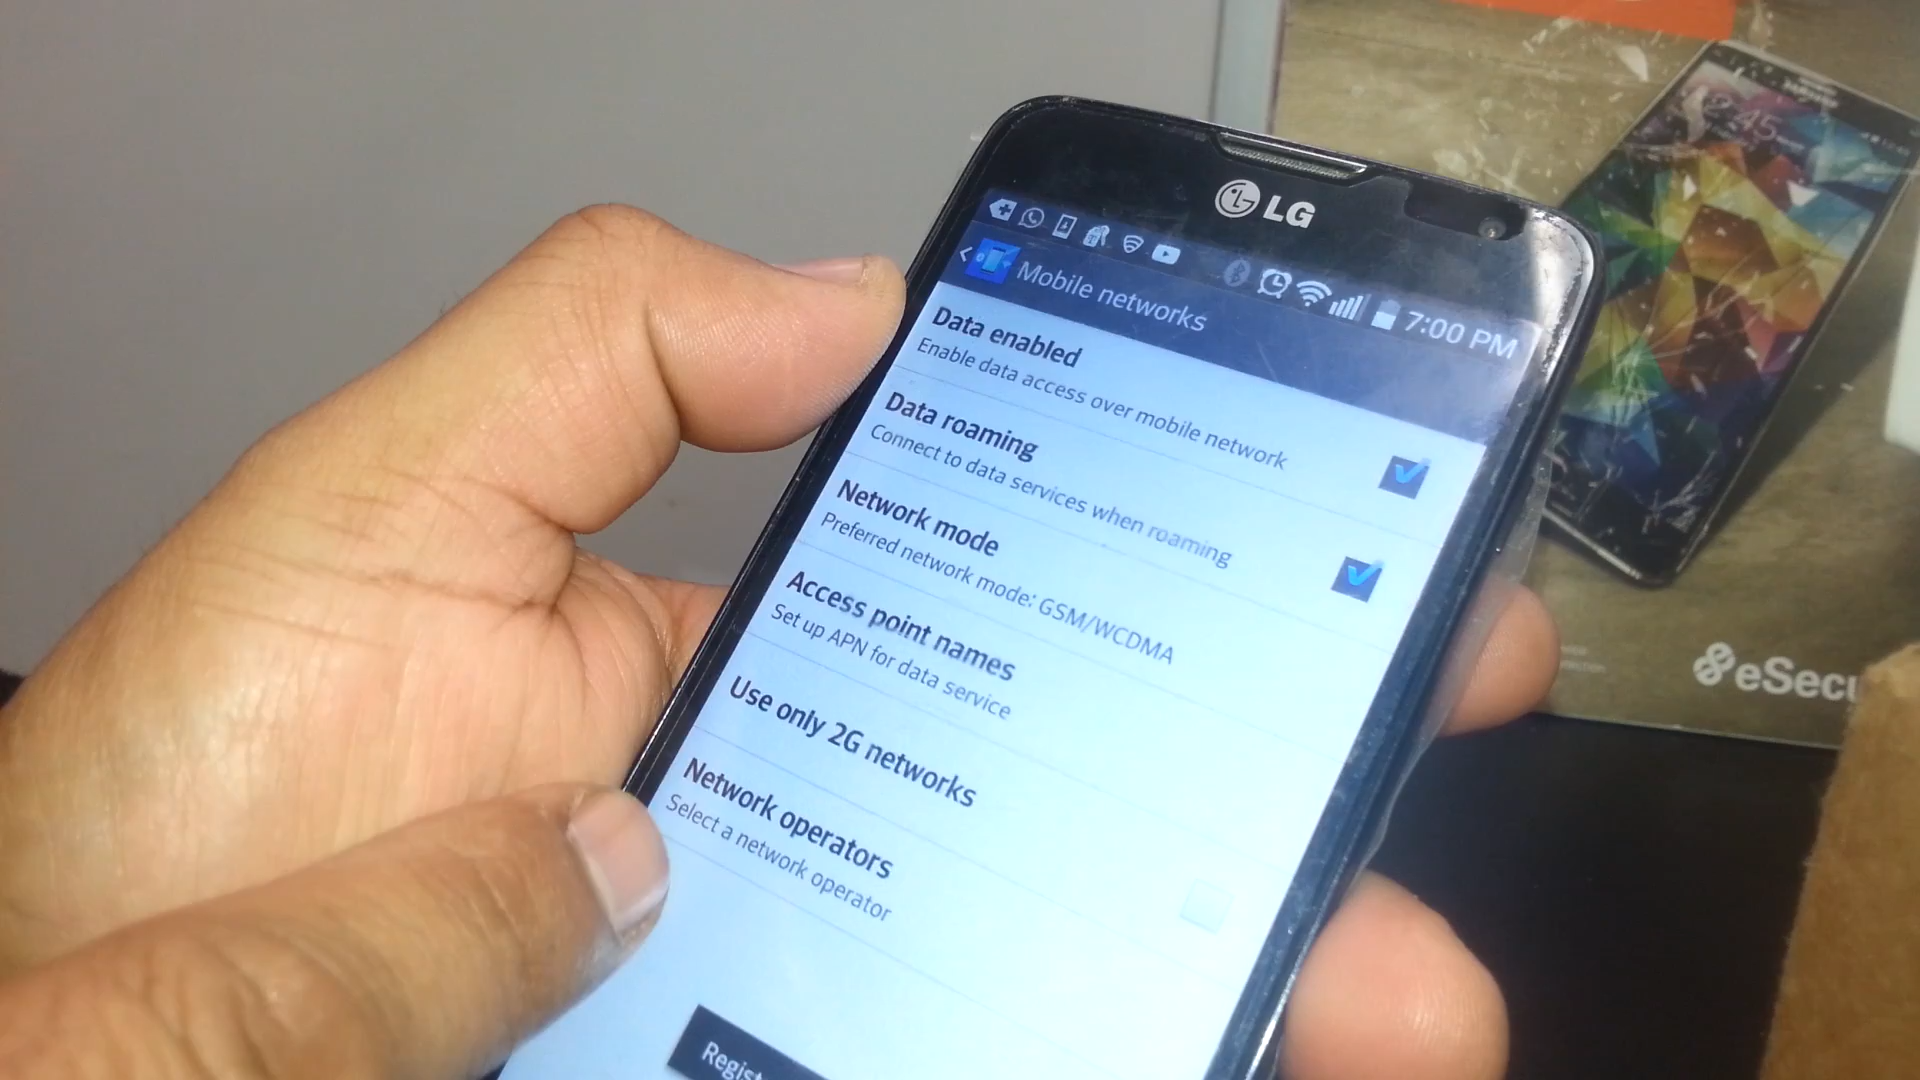 LG
7:00 PM
Mobile networks
Data enabled
Enable data access over mobile network
Data roaming
Connect to data services when roaming
Network mode
Preferred network mode: GSM/WCDMA
Access point names
Set up APN for data service
Use only 2G networks
Network operators
Select a network operator
Regist
eSecu